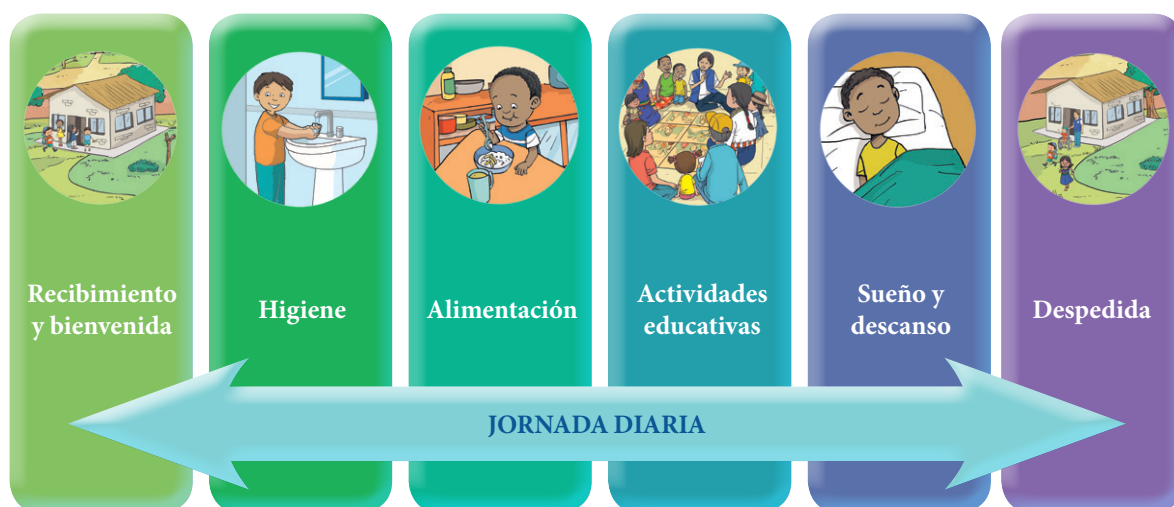 Recibimiento
y bienvenida
Higiene
Alimentación
Actividades
educativas
Sueño y
descanso
Despedida
JORNADA DIARIA